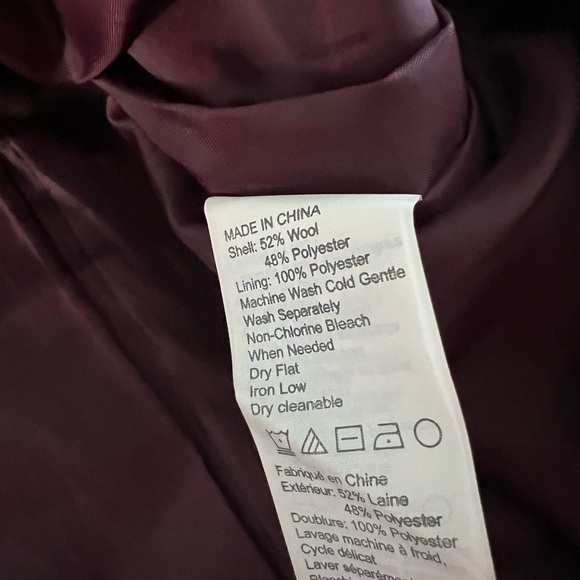 MADE IN CHINA
Shell: 52% Wool
48% Polyester
Lining: 100% Polyester
Machine Wash Cold Gentle
Wash Separately
Non-Chlorine Bleach
When Needed
Dry Flat
Iron Low
Dry cleanable
Fabriqué en Chine
Extérieur: 52% Laine
48% Polyester
Doublure: 100% Polyester
Lavage machine à froid,
Cycle délicat
Laver